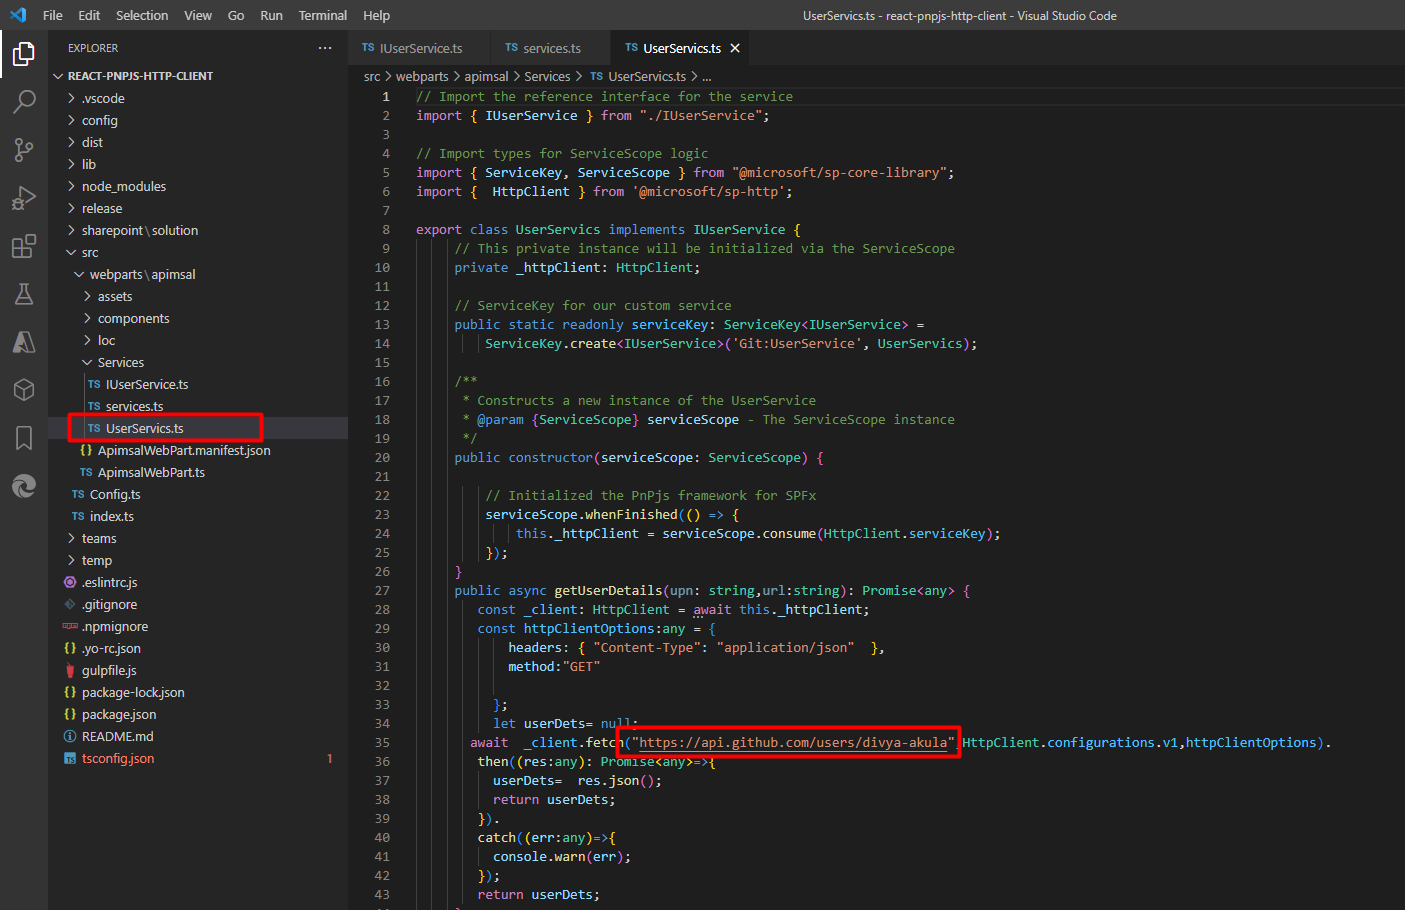 File Edit Selection View Go Run Terminal Help
UserServics.ts - react-pnpjs-http-client - Visual Studio Code
EXPLORER
REACT-PNPJS-HTTP-CLIENT
.vscode
config
dist
lib
node_modules
release
sharepoint\solution
src
webparts\apimsal
assets
components
loc
Services
TS IUserService.ts
TS services.ts
TS UserServics.ts
{} ApimsalWebPart.manifest.json
TS ApimsalWebPart.ts
TS Config.ts
TS index.ts
teams
temp
.eslintrc.js
.gitignore
.npmignore
{} .yo-rc.json
gulpfile.js
{} package-lock.json
{} package.json
README.md
TS tsconfig.json 1
TS IUserService.ts TS services.ts TS UserServics.ts
src > webparts > apimsal > Services > TS UserServics.ts > ...
1 // Import the reference interface for the service
2 import { IUserService } from "./IUserService";
3
4 // Import types for ServiceScope logic
5 import { ServiceKey, ServiceScope } from "@microsoft/sp-core-library";
6 import {  HttpClient } from '@microsoft/sp-http';
7
8 export class UserServics implements IUserService {
9 // This private instance will be initialized via the ServiceScope
10 private _httpClient: HttpClient;
11
12 // ServiceKey for our custom service
13 public static readonly serviceKey: ServiceKey<IUserService> =
14 ServiceKey.create<IUserService>('Git:UserService', UserServics);
15
16 /**
17 * Constructs a new instance of the UserService
18 * @param {ServiceScope} serviceScope - The ServiceScope instance
19 */
20 public constructor(serviceScope: ServiceScope) {
21
22 // Initialized the PnPjs framework for SPFx
23 serviceScope.whenFinished(() => {
24 this._httpClient = serviceScope.consume(HttpClient.serviceKey);
25 });
26 }
27 public async getUserDetails(upn: string,url:string): Promise<any> {
28 const _client: HttpClient = await this._httpClient;
29 const httpClientOptions:any = {
30 headers: { "Content-Type": "application/json"  },
31 method:"GET"
32
33 };
34 let userDets= null;
35 await  _client.fetch("https://api.github.com/users/divya-akula",HttpClient.configurations.v1,httpClientOptions).
36 then((res:any): Promise<any>=>{
37 userDets=  res.json();
38 return userDets;
39 }).
40 catch((err:any)=>{
41 console.warn(err);
42 });
43 return userDets;